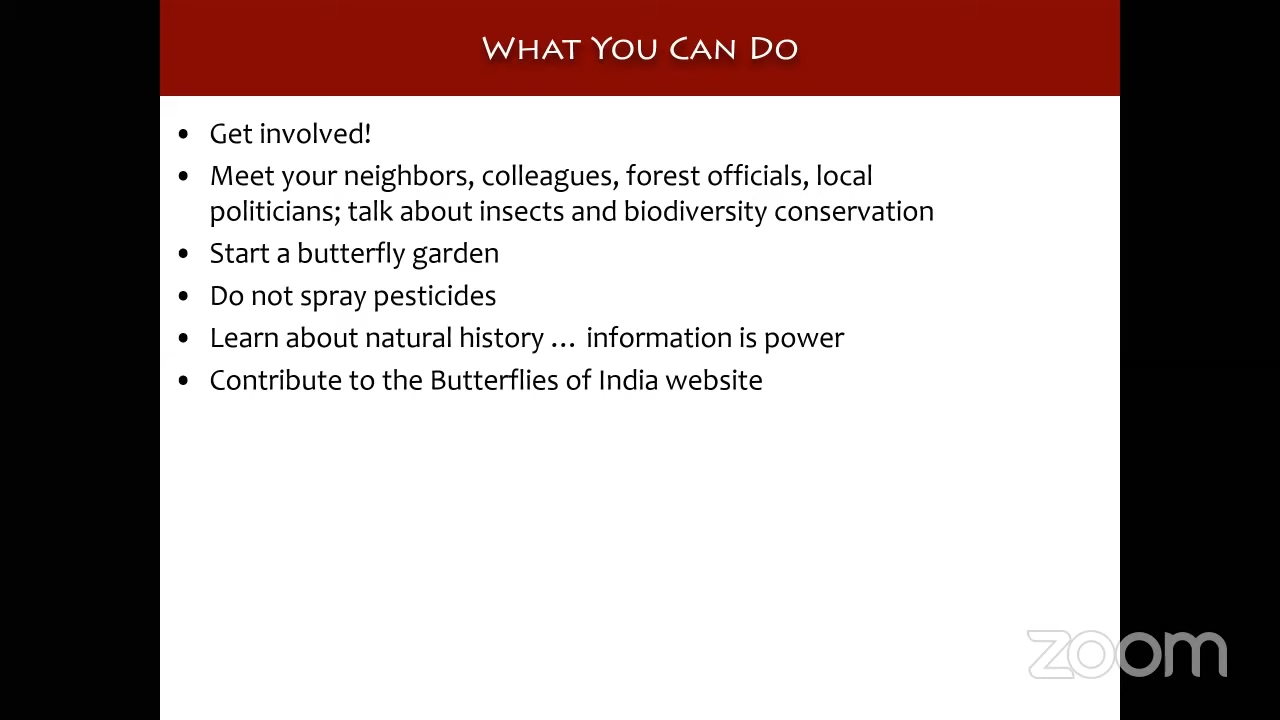 What You Can Do
• Get involved!
• Meet your neighbors, colleagues, forest officials, local
politicians; talk about insects and biodiversity conservation
• Start a butterfly garden
• Do not spray pesticides
• Learn about natural history … information is power
• Contribute to the Butterflies of India website
zoom